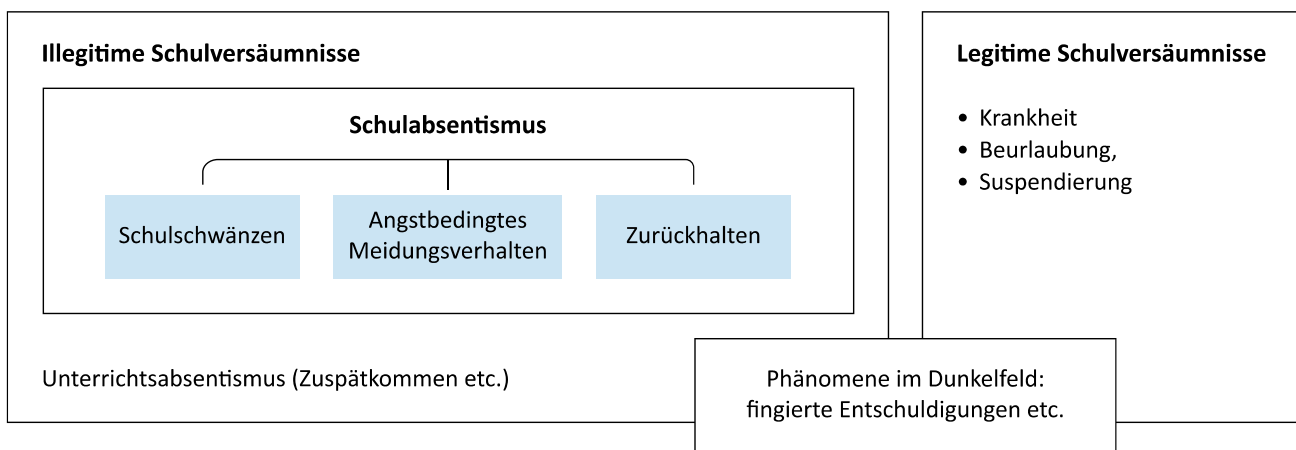 Illegitime Schulversäumnisse
Schulabsentismus
Schulschwänzen
Angstbedingtes
Meidungsverhalten
Zurückhalten
Unterrichtsabsentismus (Zuspätkommen etc.)
Legitime Schulversäumnisse
• Krankheit
• Beurlaubung,
• Suspendierung
Phänomene im Dunkelfeld:
fingierte Entschuldigungen etc.